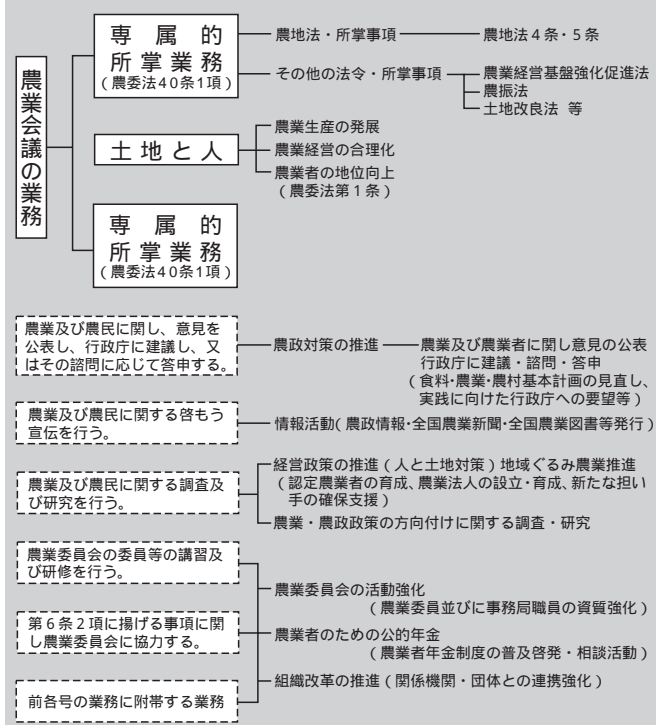 農業会議の業務
専属的
所掌業務
(農委法40条1項)
農地法・所掌事項
農地法4条・5条
その他の法令・所掌事項
農業経営基盤強化促進法
農振法
土地改良法 等
土地と人
農業生産の発展
農業経営の合理化
農業者の地位向上
(農委法第1条)
専属的
所掌業務
(農委法40条1項)
農業及び農民に関し、意見を
公表し、行政庁に建議し、又
はその諮問に応じて答申する。
農政対策の推進
農業及び農業者に関し意見の公表
行政庁に建議・諮問・答申
(食料・農業・農村基本計画の見直し、
実践に向けた行政庁への要望等)
農業及び農民に関する啓もう
宣伝を行う。
情報活動(農政情報・全国農業新聞・全国農業図書等発行)
農業及び農民に関する調査及
び研究を行う。
経営政策の推進(人と土地対策)地域ぐるみ農業推進
(認定農業者の育成、農業法人の設立・育成、新たな担い
手の確保支援)
農業・農政政策の方向付けに関する調査・研究
農業委員会の委員等の講習及
び研修を行う。
農業委員会の活動強化
(農業委員並びに事務局職員の資質強化)
第6条2項に揚げる事項に関
し農業委員会に協力する。
農業者のための公的年金
(農業者年金制度の普及啓発・相談活動)
前各号の業務に附帯する業務
組織改革の推進(関係機関・団体との連携強化)